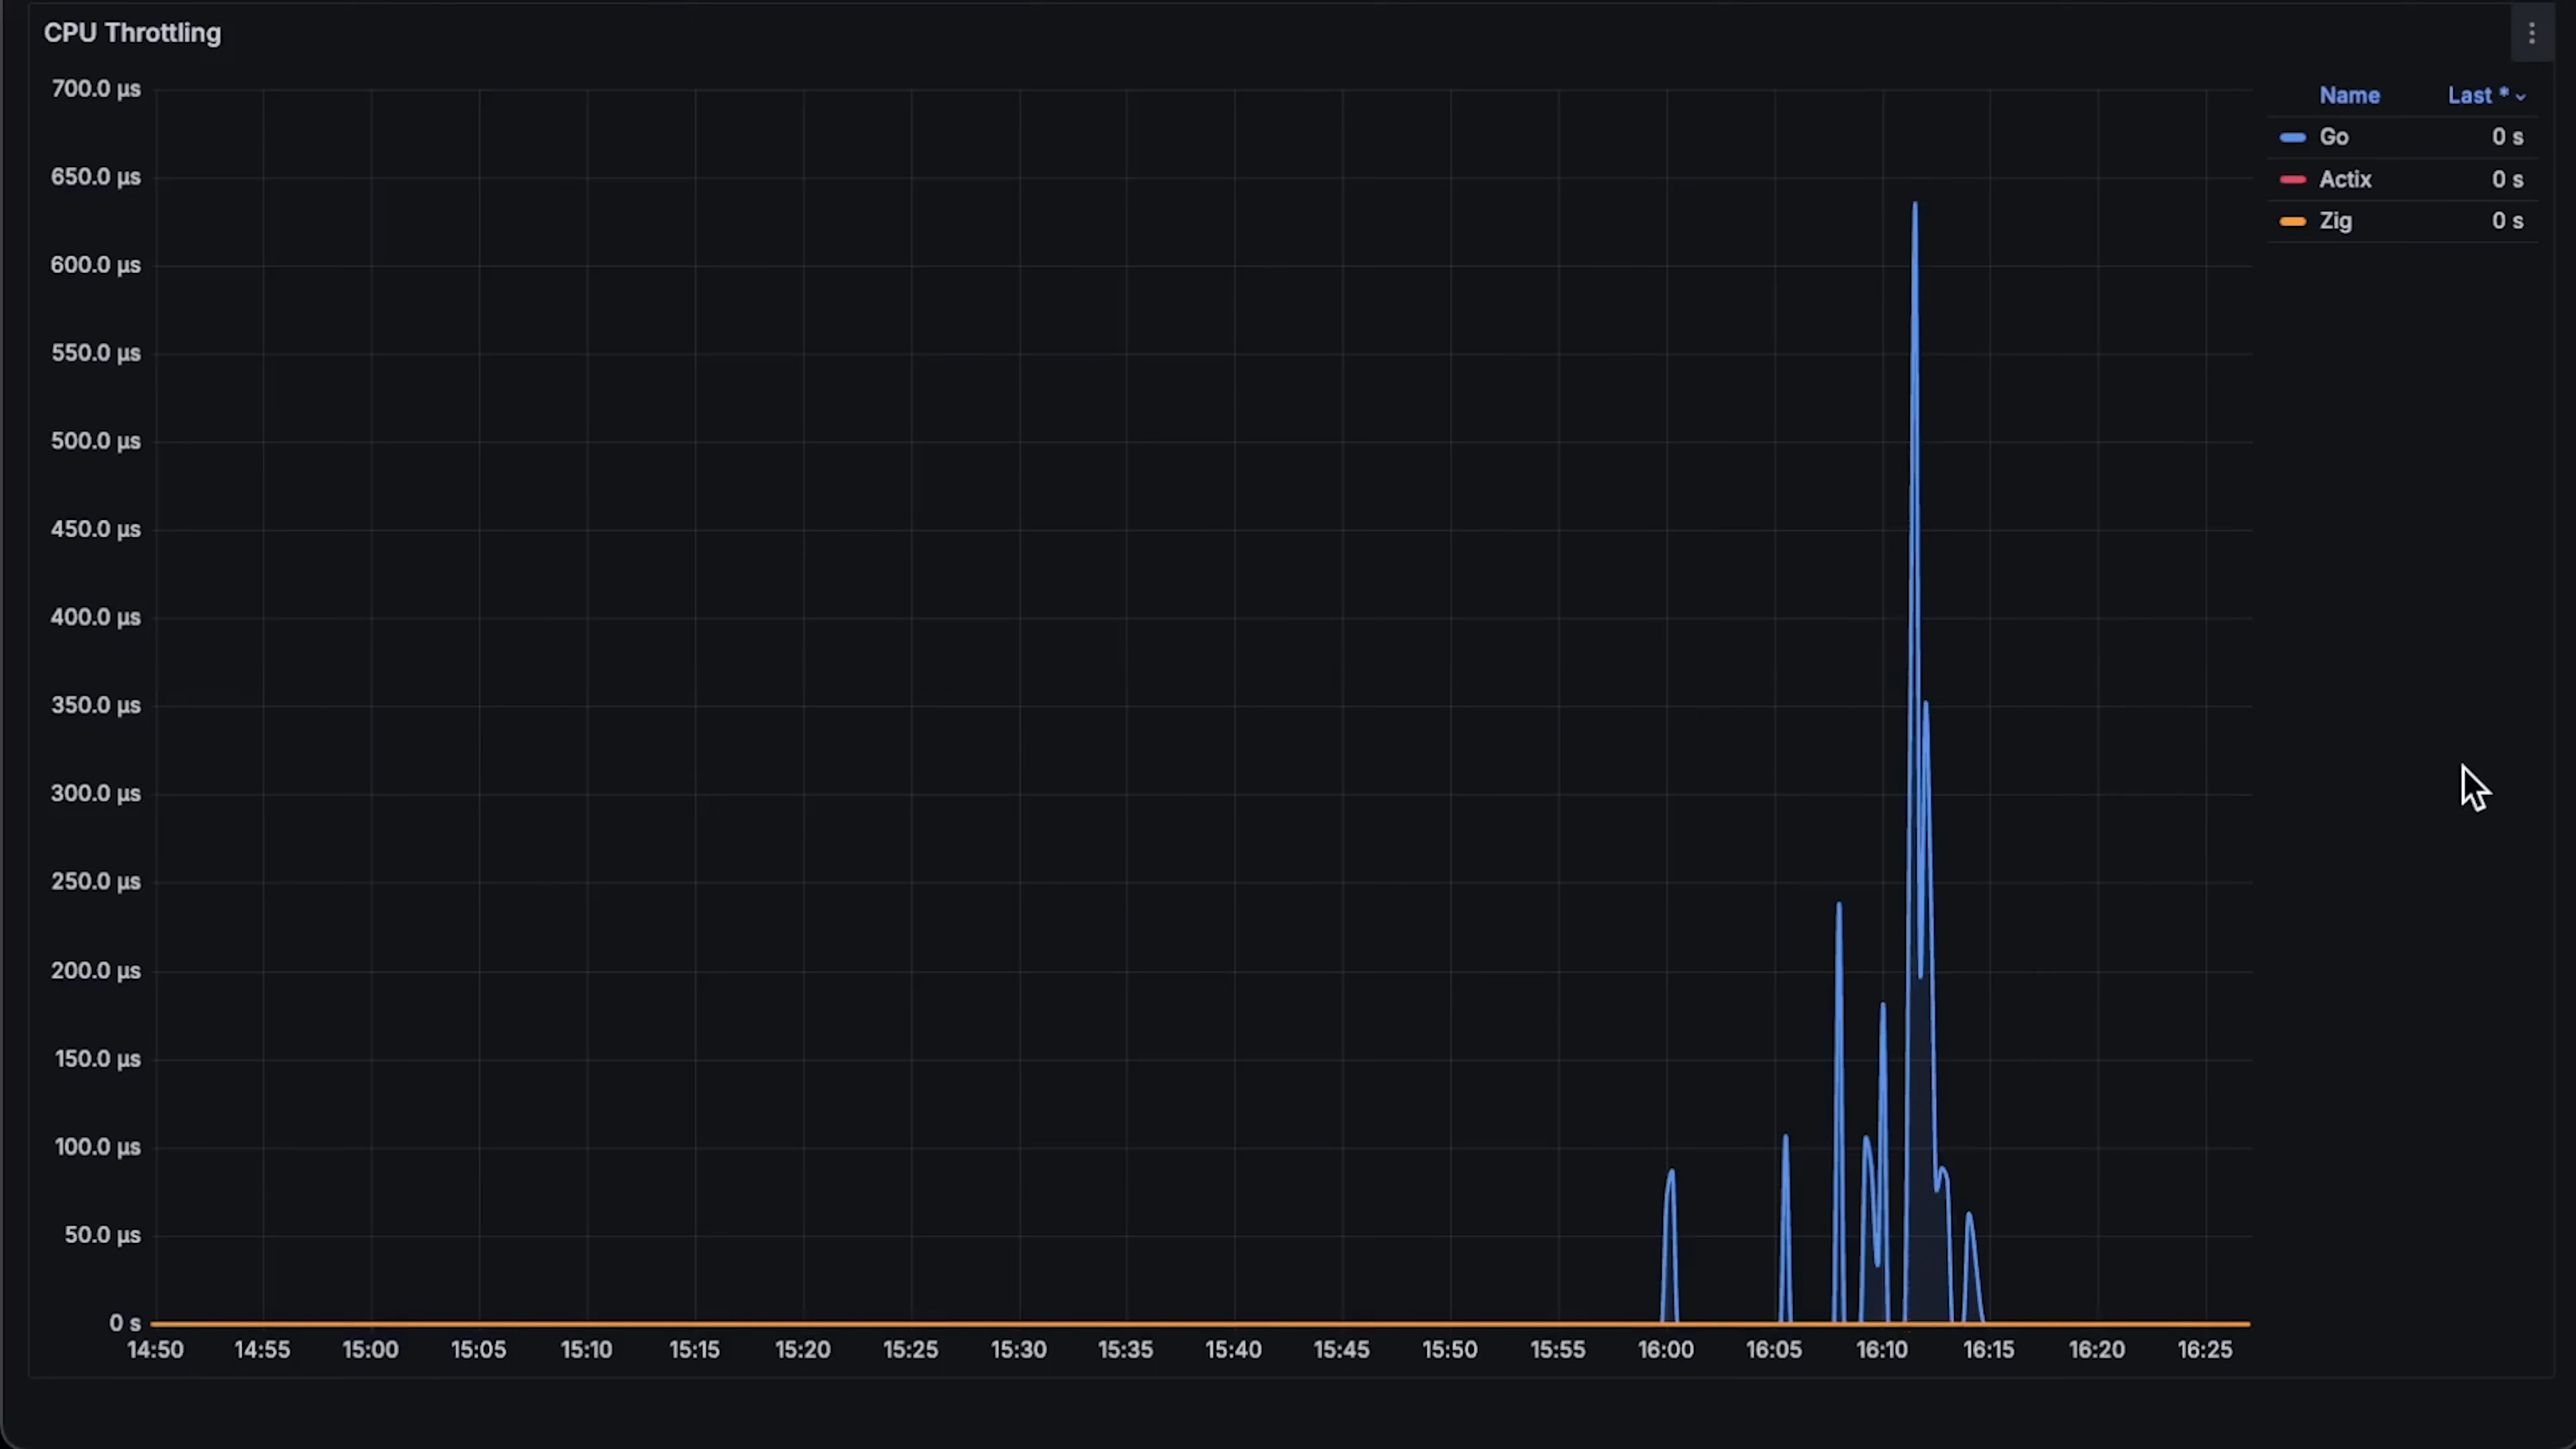 CPU Throttling
700.0 µs
650.0 µs
600.0 µs
550.0 µs
500.0 µs
450.0 µs
400.0 µs
350.0 µs
300.0 µs
250.0 µs
200.0 µs
150.0 µs
100.0 µs
50.0 µs
0 s
14:50 14:55 15:00 15:05 15:10 15:15 15:20 15:25 15:30 15:35 15:40 15:45 15:50 15:55 16:00 16:05 16:10 16:15 16:20 16:25
Name Last *
Go 0 s
Actix 0 s
Zig 0 s